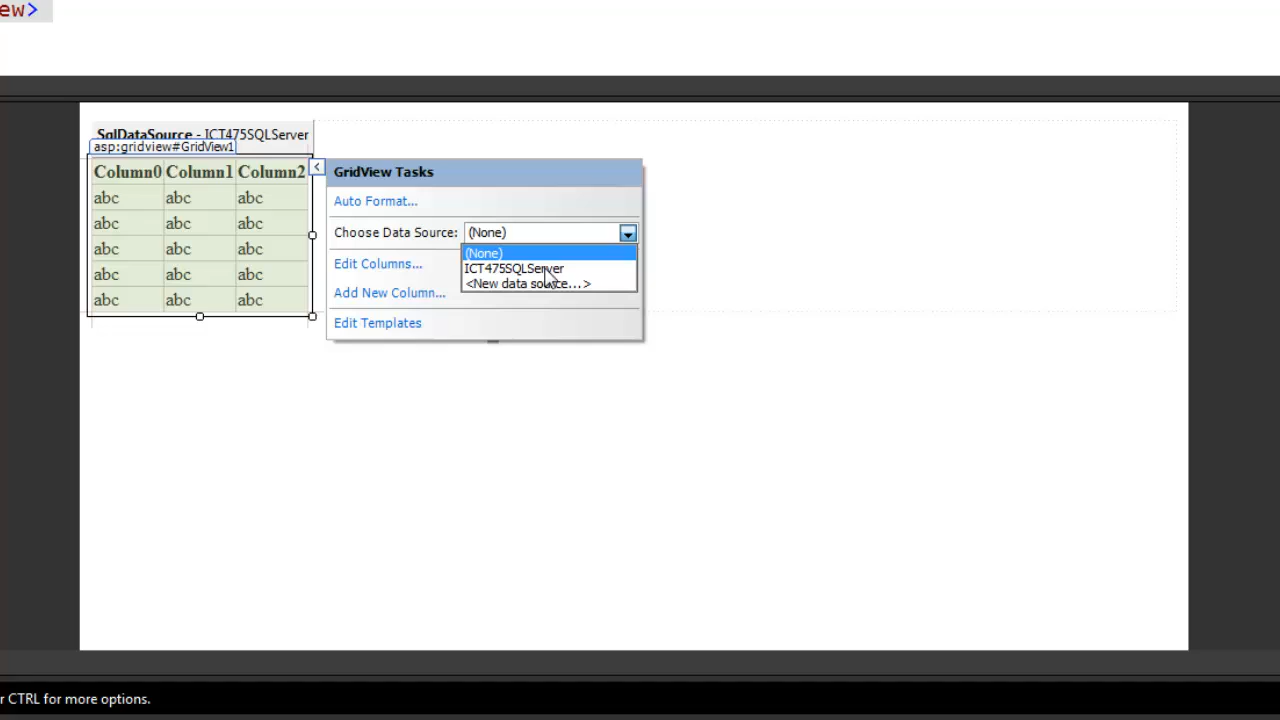 ew>
SqlDataSource - ICT475SQLServer
asp:gridview#GridView1
Column0 Column1 Column2
abc abc abc
abc abc abc
abc abc abc
abc abc abc
abc abc abc
GridView Tasks
Auto Format...
Choose Data Source: (None)
(None)
ICT475SQLServer
<New data source...>
Edit Columns...
Add New Column...
Edit Templates
r CTRL for more options.